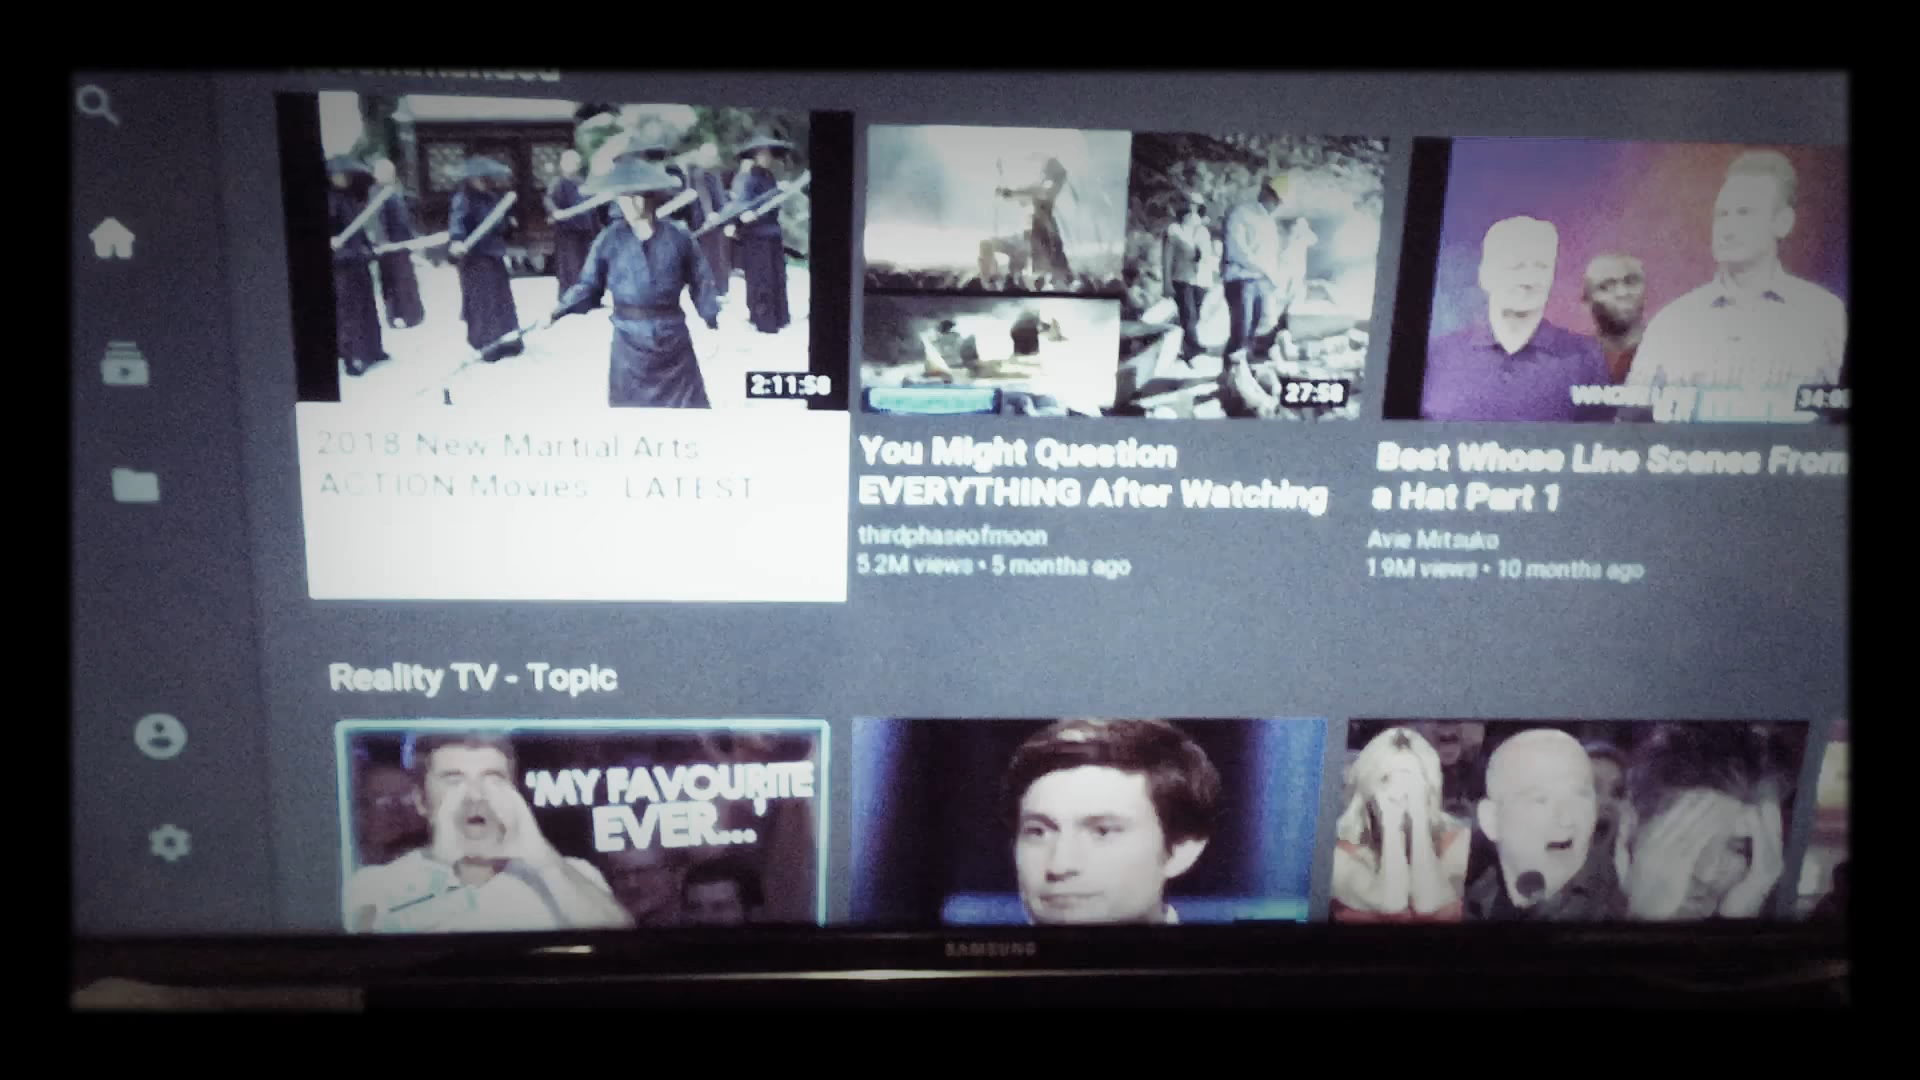 2:11:58
27:58
2018 New Martial Arts
ACTION Movies LATEST
You Might Question
EVERYTHING After Watching
thirdphaseofmoon
5.2M views • 5 months ago
Best Whose Line Scenes From
a Hat Part 1
Avie Mitsuko
1.9M views • 10 months ago
Reality TV - Topic
'MY FAVOURITE
EVER...
SAMSUNG